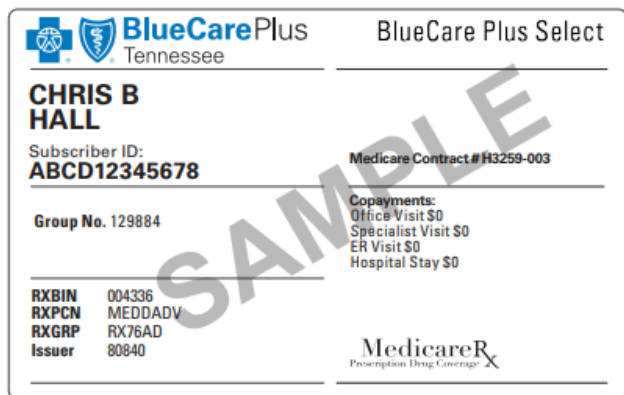 BlueCare Plus
Tennessee
BlueCare Plus Select
CHRIS B
HALL
Subscriber ID:
ABCD12345678
Medicare Contract # H3259-003
Group No. 129884
Copayments:
Office Visit $0
Specialist Visit $0
ER Visit $0
Hospital Stay $0
RXBIN 004336
RXPCN MEDDADV
RXGRP RX76AD
Issuer 80840
MedicareRx
Prescription Drug Coverage
SAMPLE